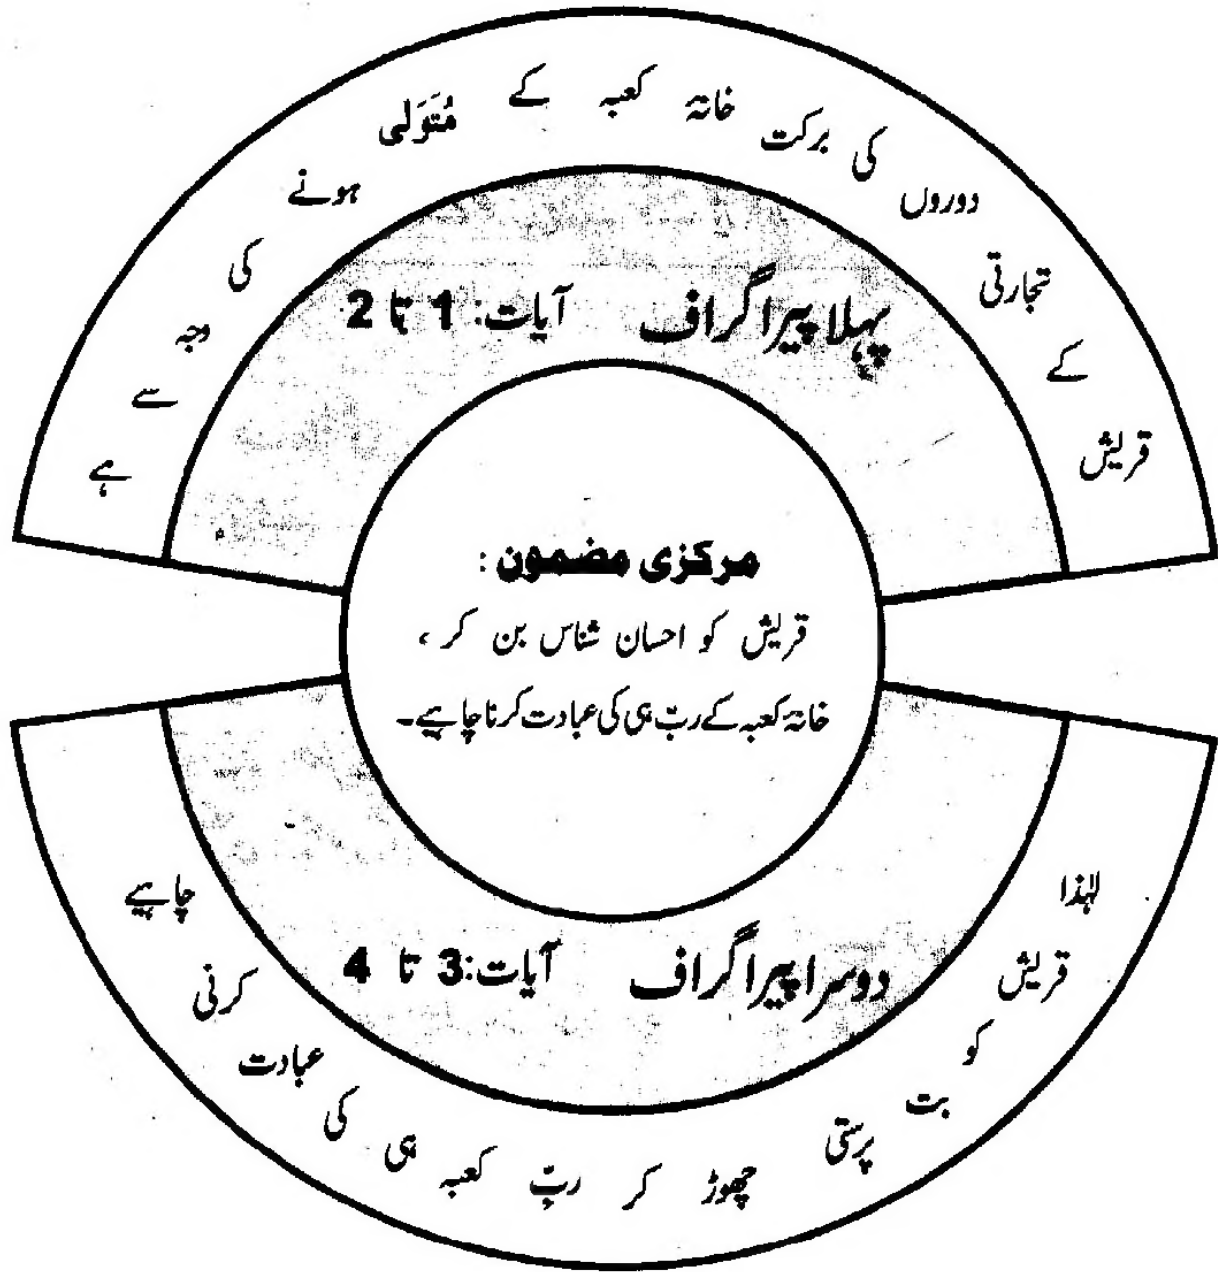 قریش کے تجارتی دوروں کی برکت خانۂ کعبہ کے مُتَوَلی ہونے کی وجہ سے ہے
پہلا پیراگراف آیات: 1 تا 2
مرکزی مضمون :
قریش کو احسان شناس بن کر ،
خانۂ کعبہ کے ربّ ہی کی عبادت کرنا چاہیے۔
دوسرا پیراگراف آیات: 3 تا 4
لہٰذا قریش کو بت پرستی چھوڑ کر ربِّ کعبہ ہی کی عبادت کرنی چاہیے